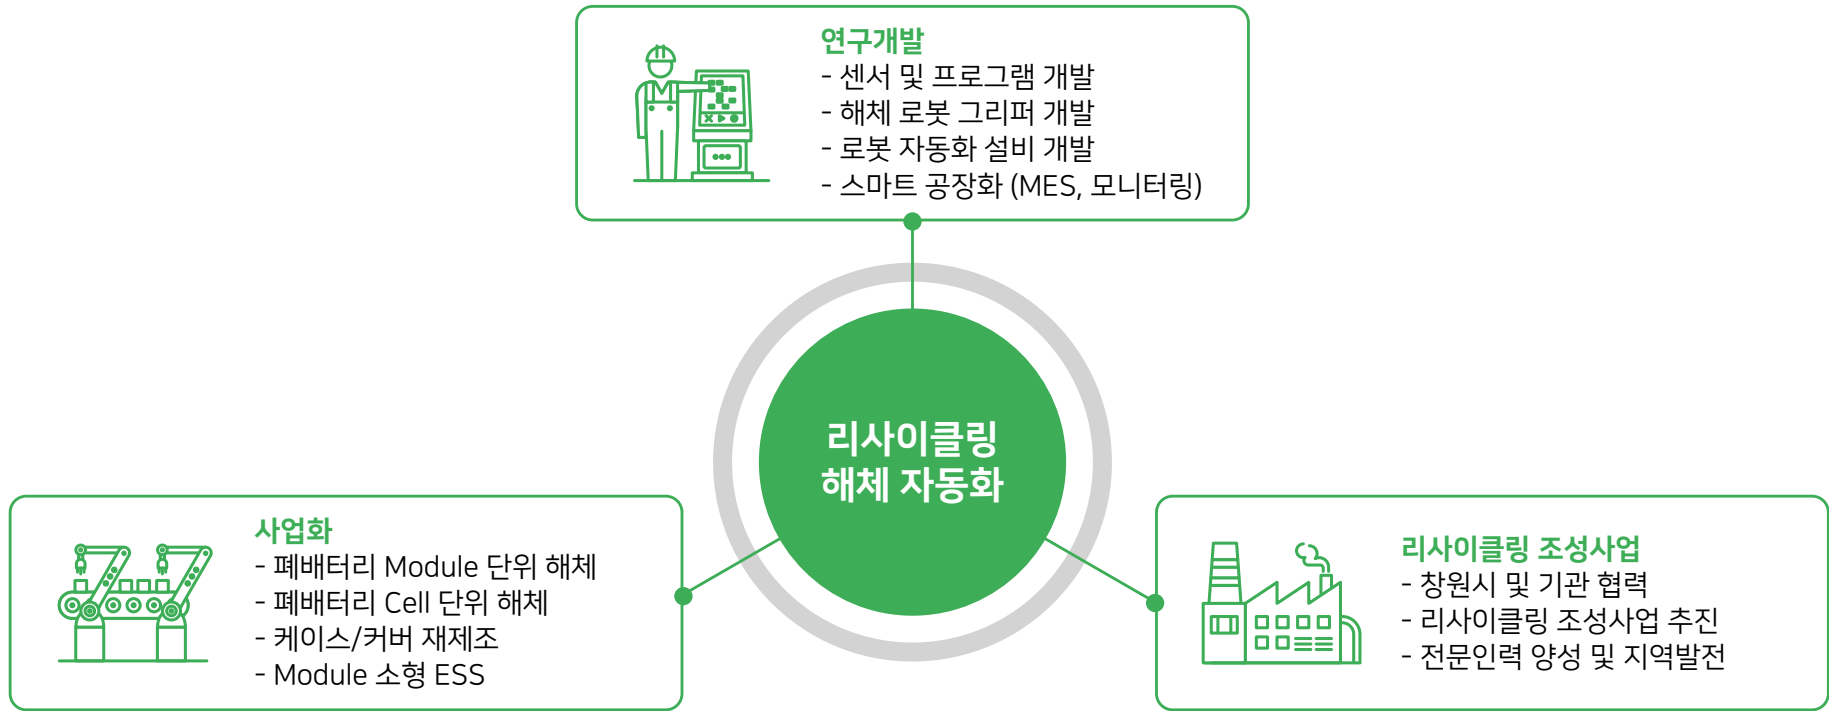 연구개발
- 센서 및 프로그램 개발
- 해체 로봇 그리퍼 개발
- 로봇 자동화 설비 개발
- 스마트 공장화 (MES, 모니터링)
리사이클링
해체 자동화
사업화
- 폐배터리 Module 단위 해체
- 폐배터리 Cell 단위 해체
- 케이스/커버 재제조
- Module 소형 ESS
리사이클링 조성사업
- 창원시 및 기관 협력
- 리사이클링 조성사업 추진
- 전문인력 양성 및 지역발전